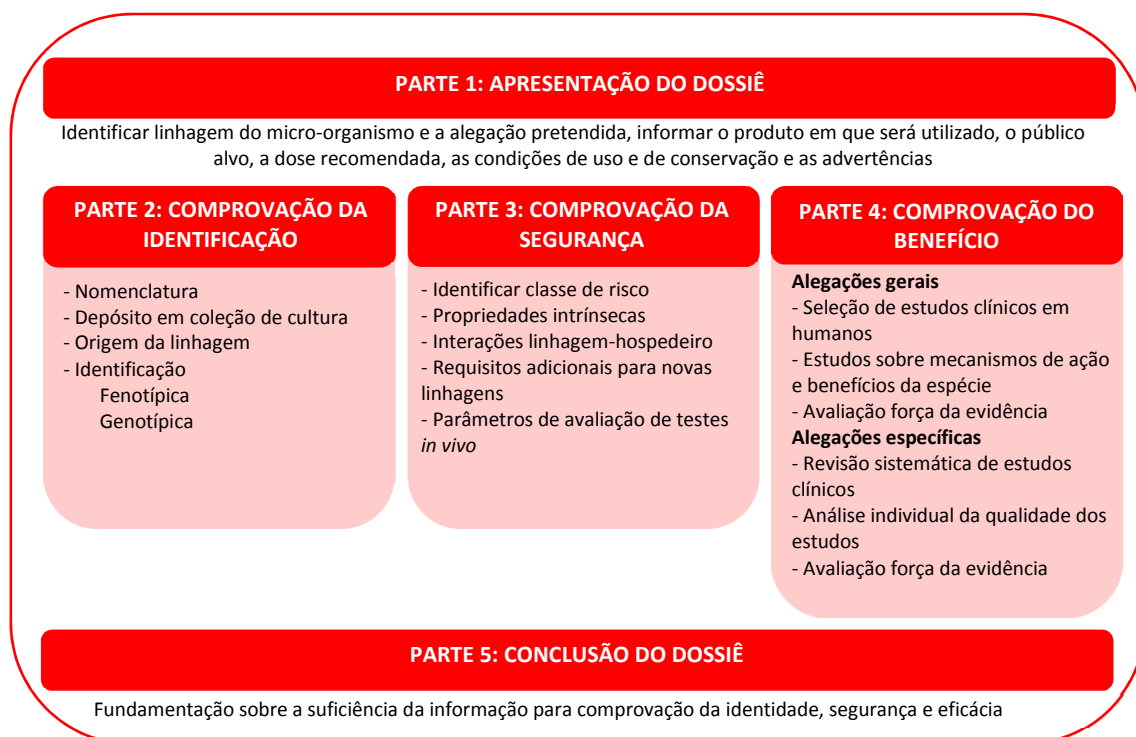 PARTE 1: APRESENTAÇÃO DO DOSSIÊ
Identificar linhagem do micro-organismo e a alegação pretendida, informar o produto em que será utilizado, o público
alvo, a dose recomendada, as condições de uso e de conservação e as advertências
PARTE 2: COMPROVAÇÃO DA
IDENTIFICAÇÃO
- Nomenclatura
- Depósito em coleção de cultura
- Origem da linhagem
- Identificação
Fenotípica
Genotípica
PARTE 3: COMPROVAÇÃO DA
SEGURANÇA
- Identificar classe de risco
- Propriedades intrínsecas
- Interações linhagem-hospedeiro
- Requisitos adicionais para novas
linhagens
- Parâmetros de avaliação de testes
in vivo
PARTE 4: COMPROVAÇÃO DO
BENEFÍCIO
Alegações gerais
- Seleção de estudos clínicos em
humanos
- Estudos sobre mecanismos de ação
e benefícios da espécie
- Avaliação força da evidência
Alegações específicas
- Revisão sistemática de estudos
clínicos
- Análise individual da qualidade dos
estudos
- Avaliação força da evidência
PARTE 5: CONCLUSÃO DO DOSSIÊ
Fundamentação sobre a suficiência da informação para comprovação da identidade, segurança e eficácia